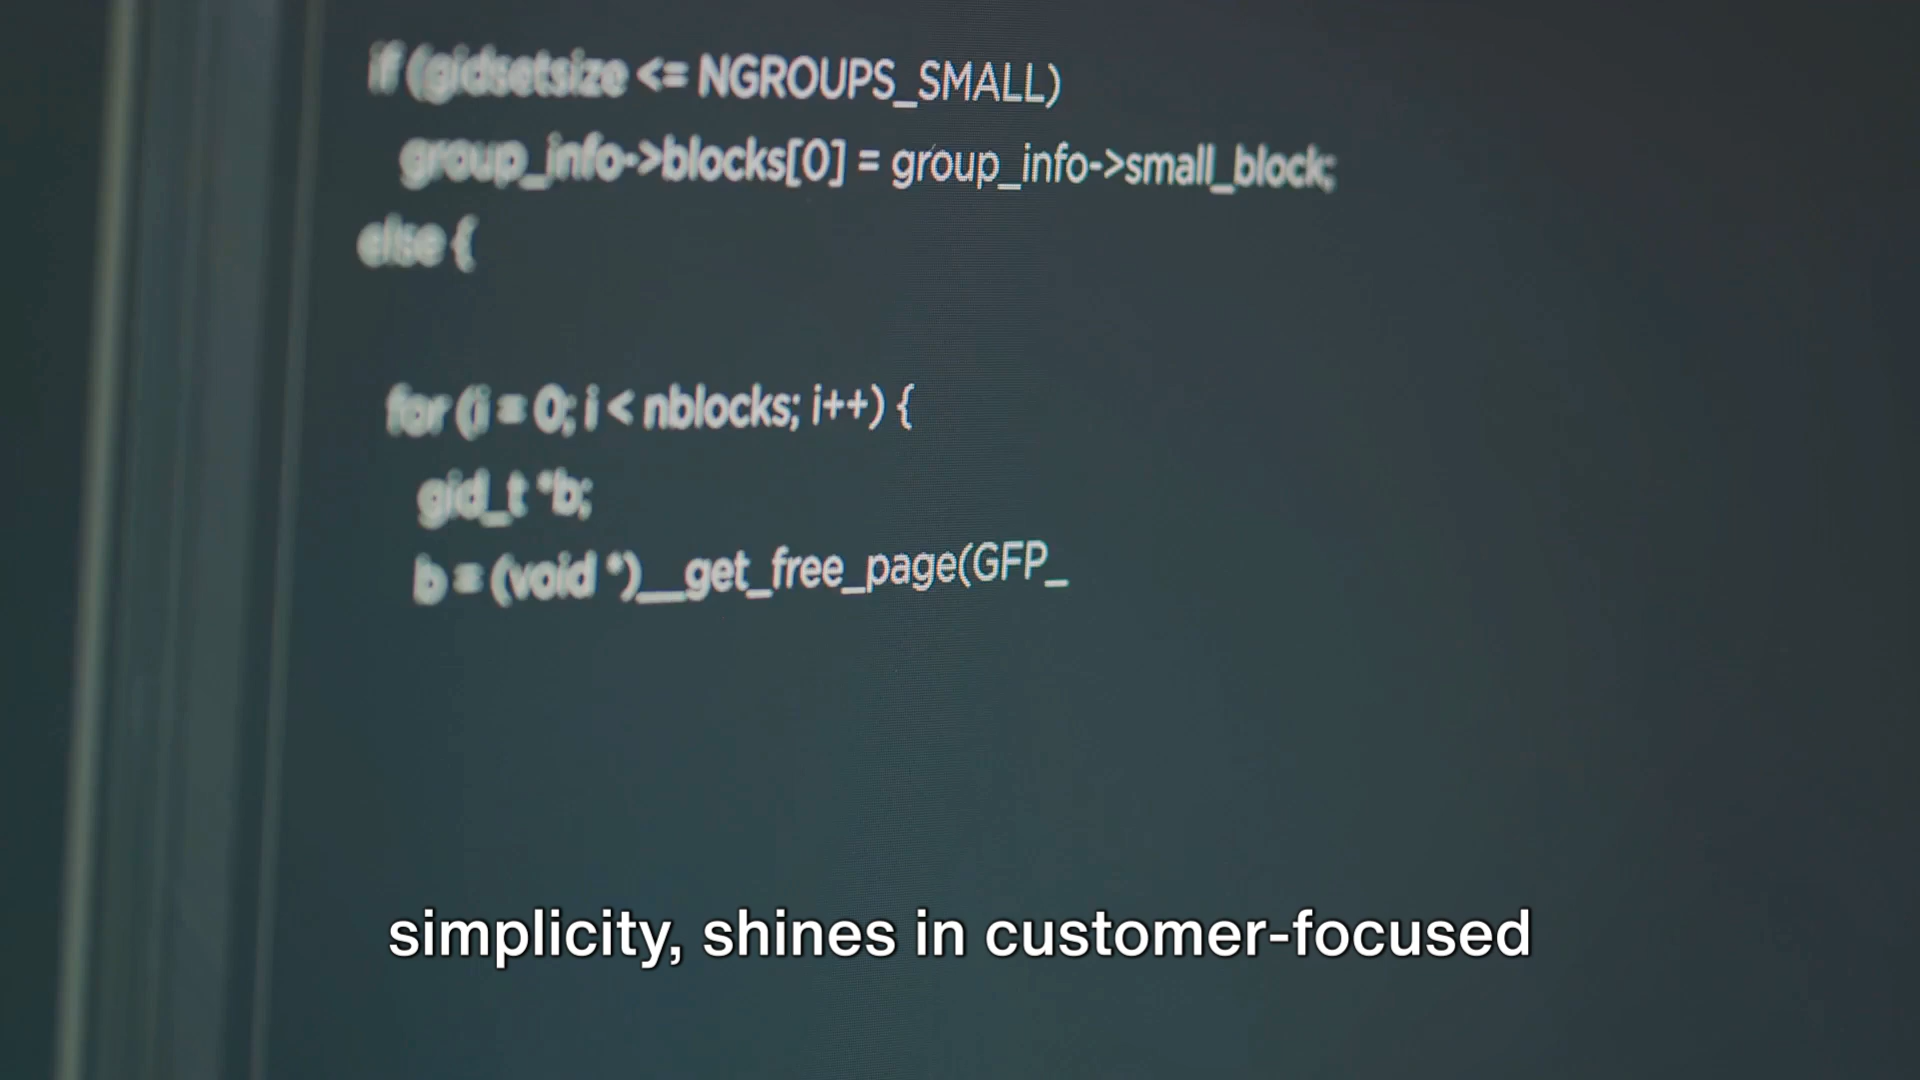 if (gidsetsize <= NGROUPS_SMALL)
group_info->blocks[0] = group_info->small_block;
else {
for (i = 0; i < nblocks; i++) {
gid_t *b;
b = (void *)__get_free_page(GFP_
simplicity, shines in customer-focused